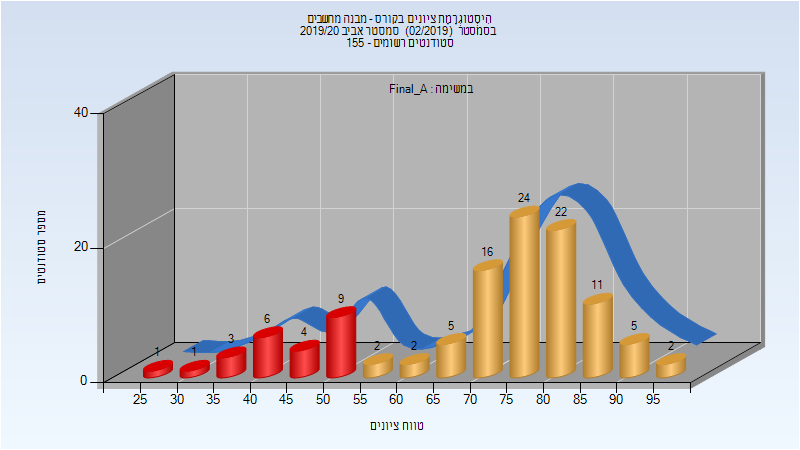 היסטוגרמת ציונים בקורס - מבנה מחשבים
בסמסטר (02/2019) סמסטר אביב 2019/20
סטודנטים רשומים - 155
במשימה : Final_A
מספר סטודנטים
40
20
0
1
1
3
6
4
9
2
2
5
16
24
22
11
5
2
25 30 35 40 45 50 55 60 65 70 75 80 85 90 95
טווח ציונים